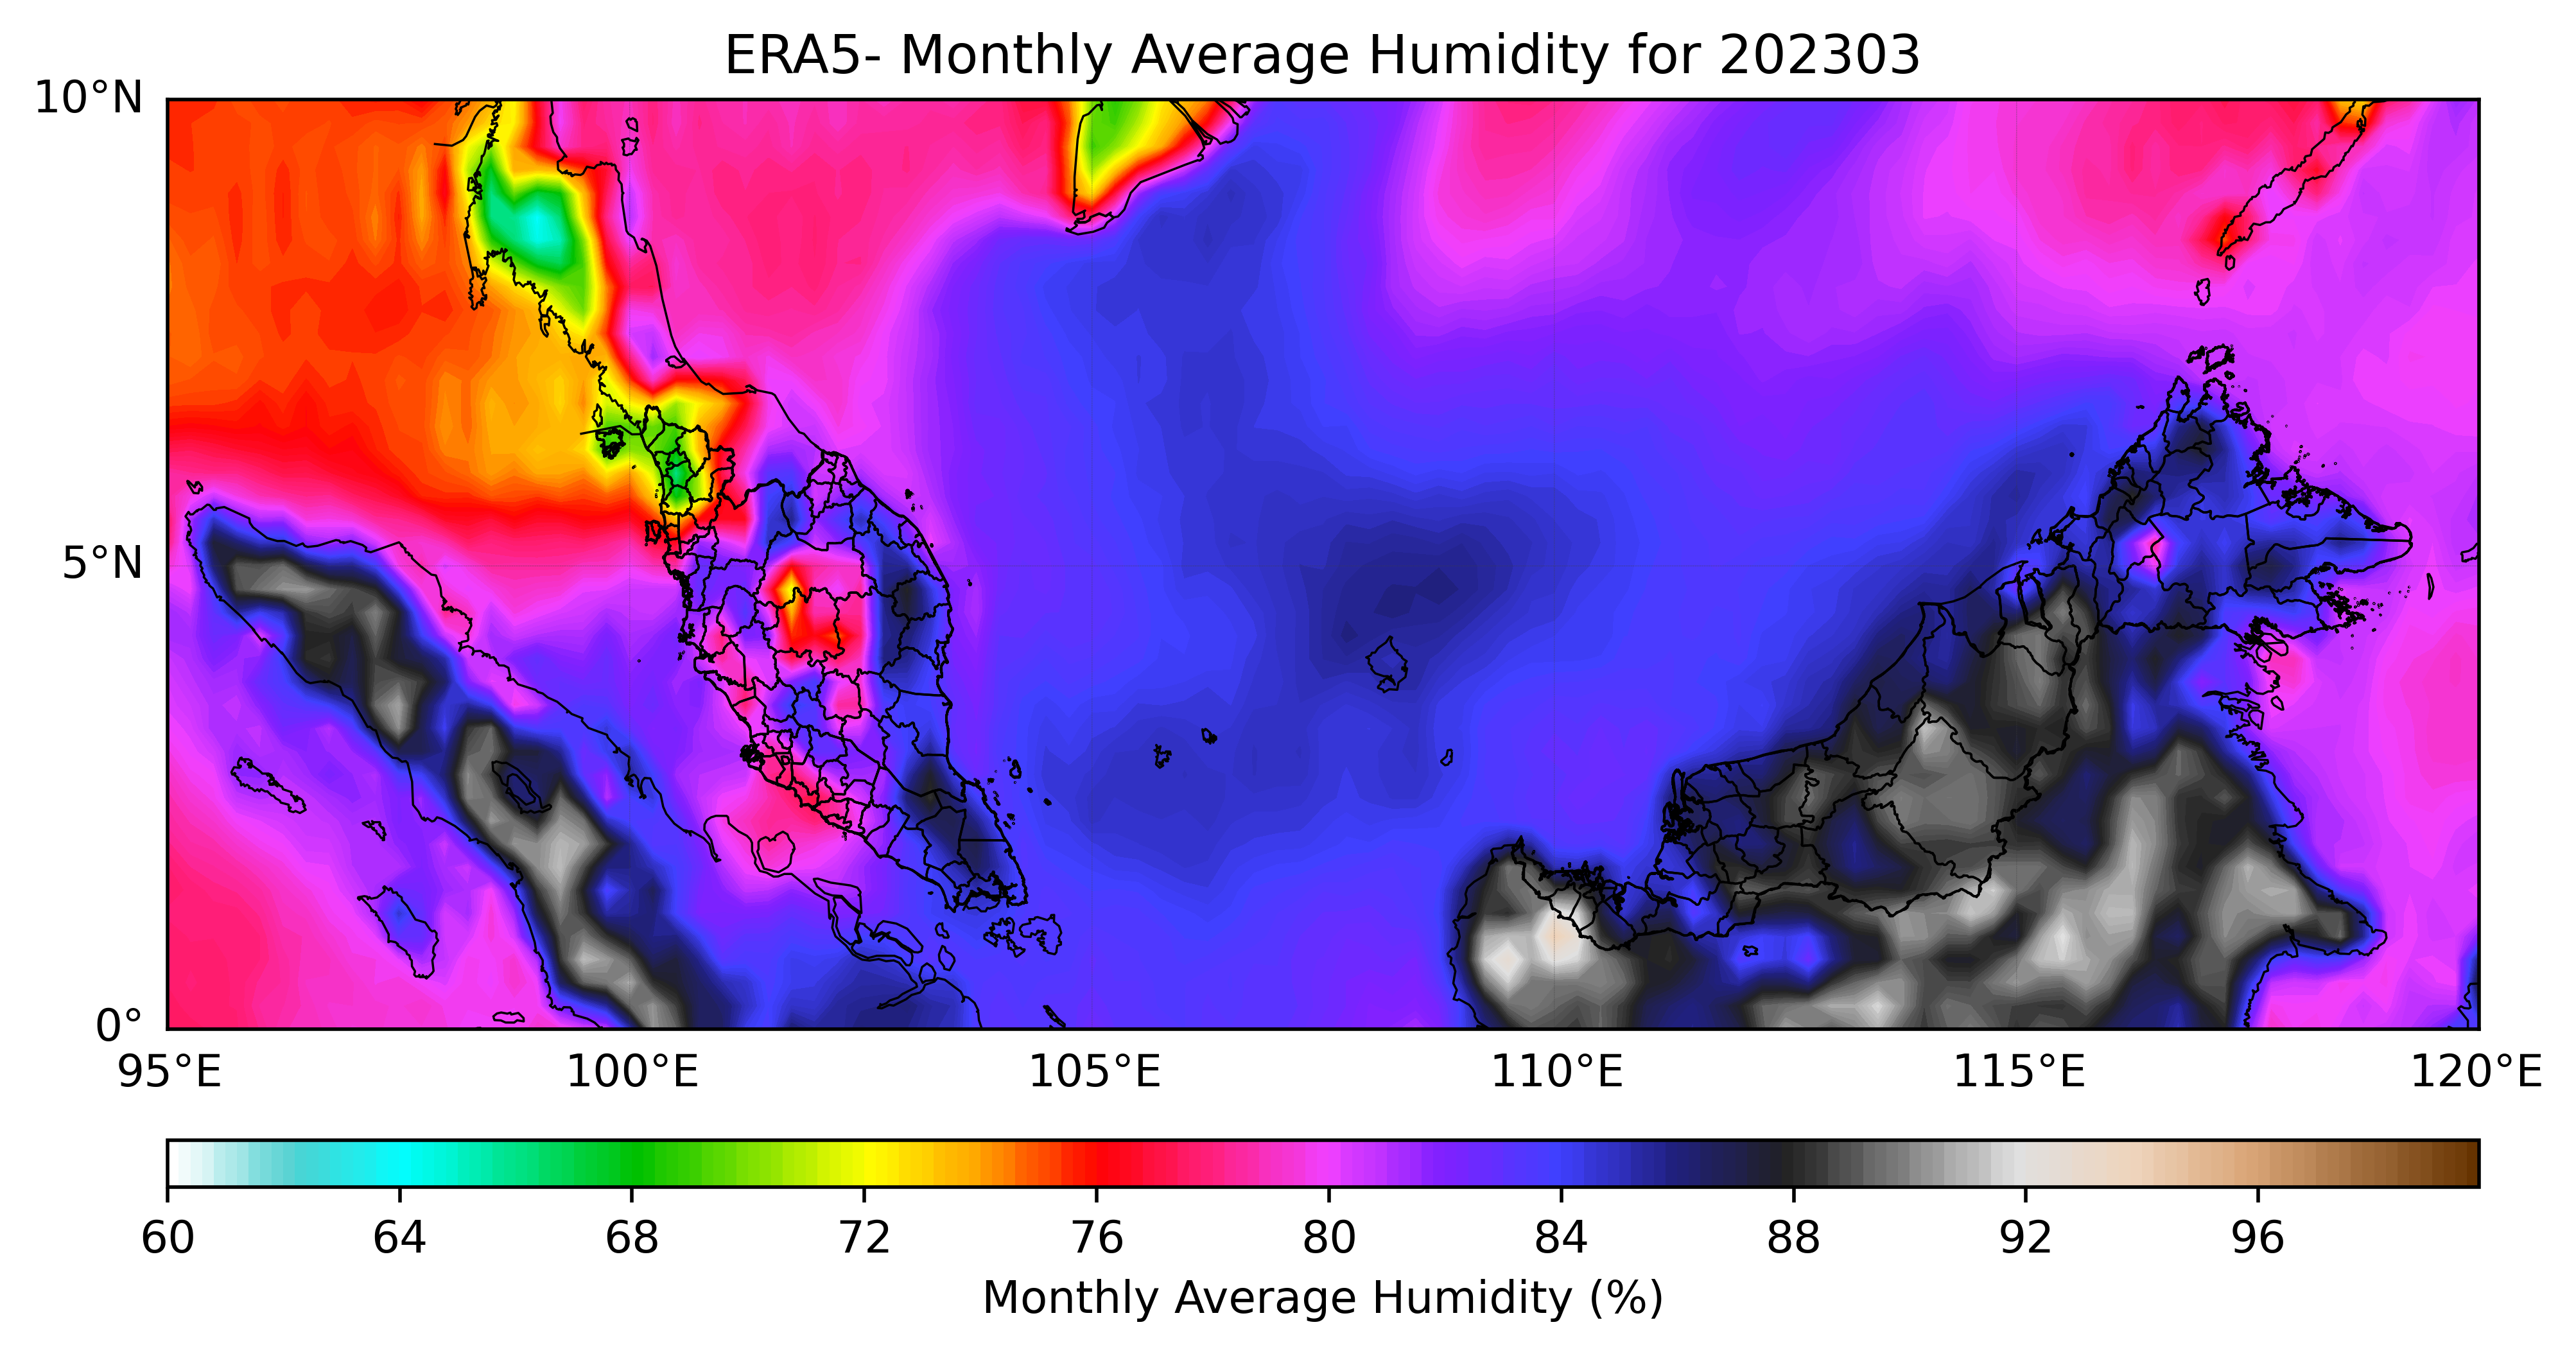 ERA5- Monthly Average Humidity for 202303
10°N
5°N
0°
95°E 100°E 105°E 110°E 115°E 120°E
60 64 68 72 76 80 84 88 92 96
Monthly Average Humidity (%)